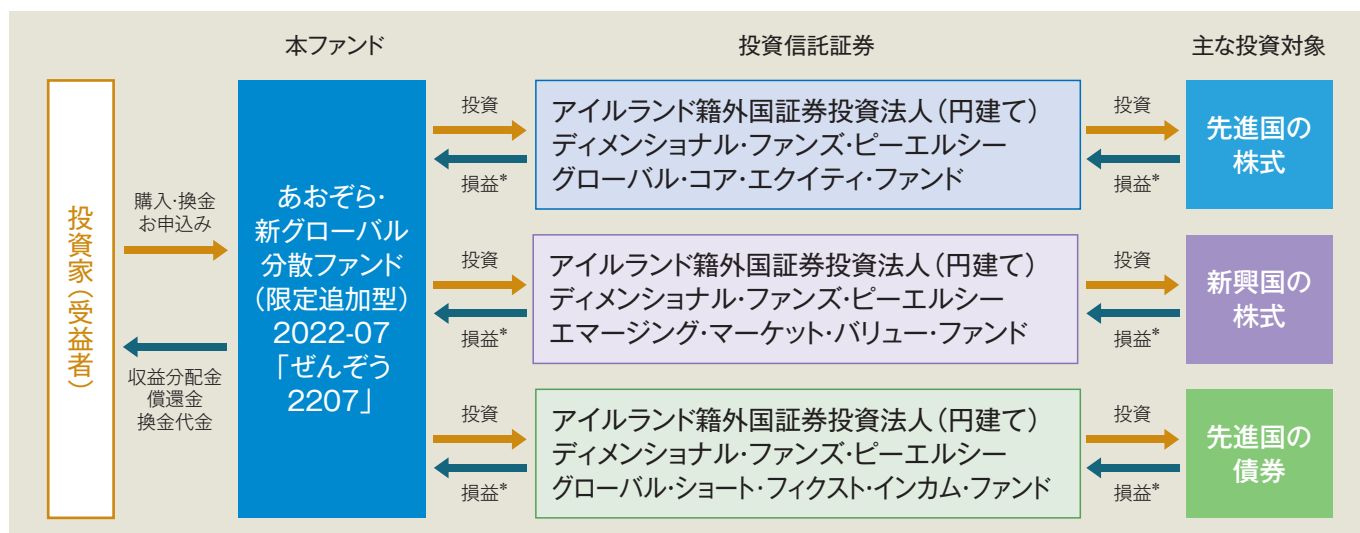 本ファンド
投資信託証券
主な投資対象
投資家(受益者)
購入・換金
お申込み
収益分配金
償還金
換金代金
あおぞら・
新グローバル
分散ファンド
(限定追加型)
2022-07
「ぜんぞう
2207」
投資
損益*
アイルランド籍外国証券投資法人(円建て)
ディメンショナル・ファンズ・ピーエルシー
グローバル・コア・エクイティ・ファンド
投資
損益*
先進国の
株式
投資
損益*
アイルランド籍外国証券投資法人(円建て)
ディメンショナル・ファンズ・ピーエルシー
エマージング・マーケット・バリュー・ファンド
投資
損益*
新興国の
株式
投資
損益*
アイルランド籍外国証券投資法人(円建て)
ディメンショナル・ファンズ・ピーエルシー
グローバル・ショート・フィクスト・インカム・ファンド
投資
損益*
先進国の
債券